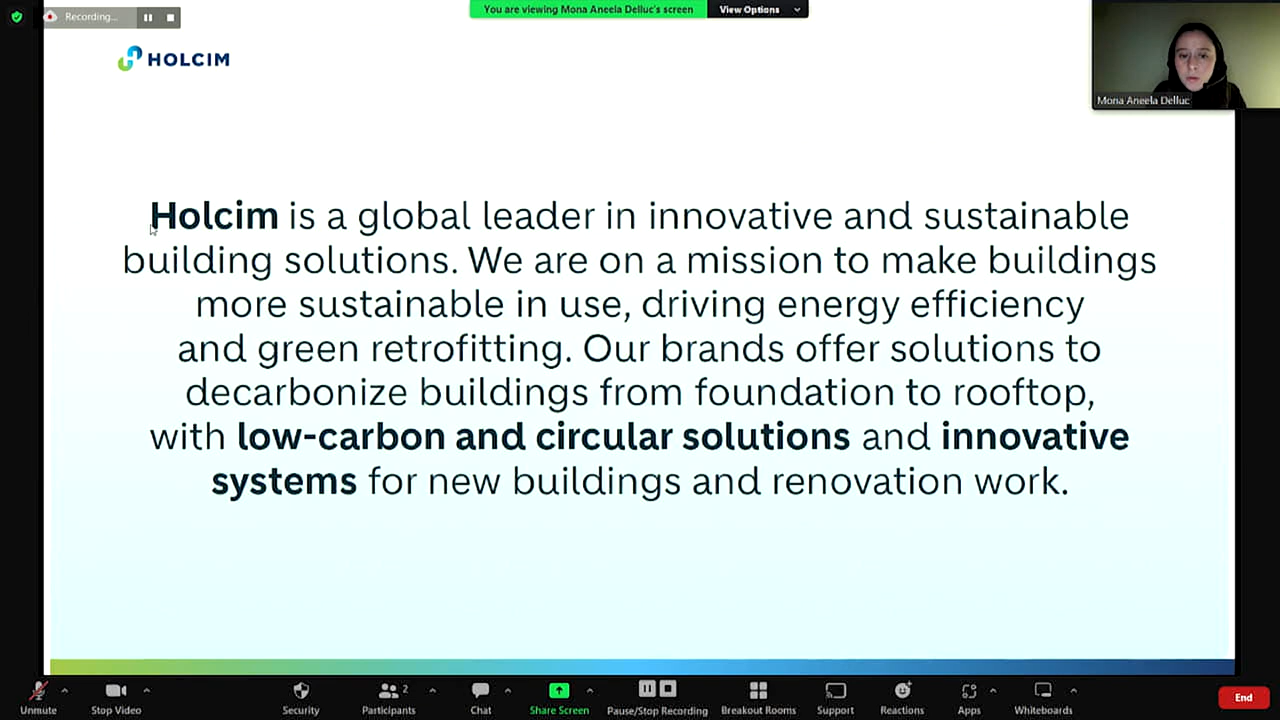 Recording...
You are viewing Mona Aneela Delluc's screen
View Options
HOLCIM
Mona Aneela Delluc
Holcim is a global leader in innovative and sustainable
building solutions. We are on a mission to make buildings
more sustainable in use, driving energy efficiency
and green retrofitting. Our brands offer solutions to
decarbonize buildings from foundation to rooftop,
with low-carbon and circular solutions and innovative
systems for new buildings and renovation work.
Unmute
Stop Video
Security
2
Participants
Chat
Share Screen
Pause/Stop Recording
Breakout Rooms
Support
Reactions
Apps
Whiteboards
End